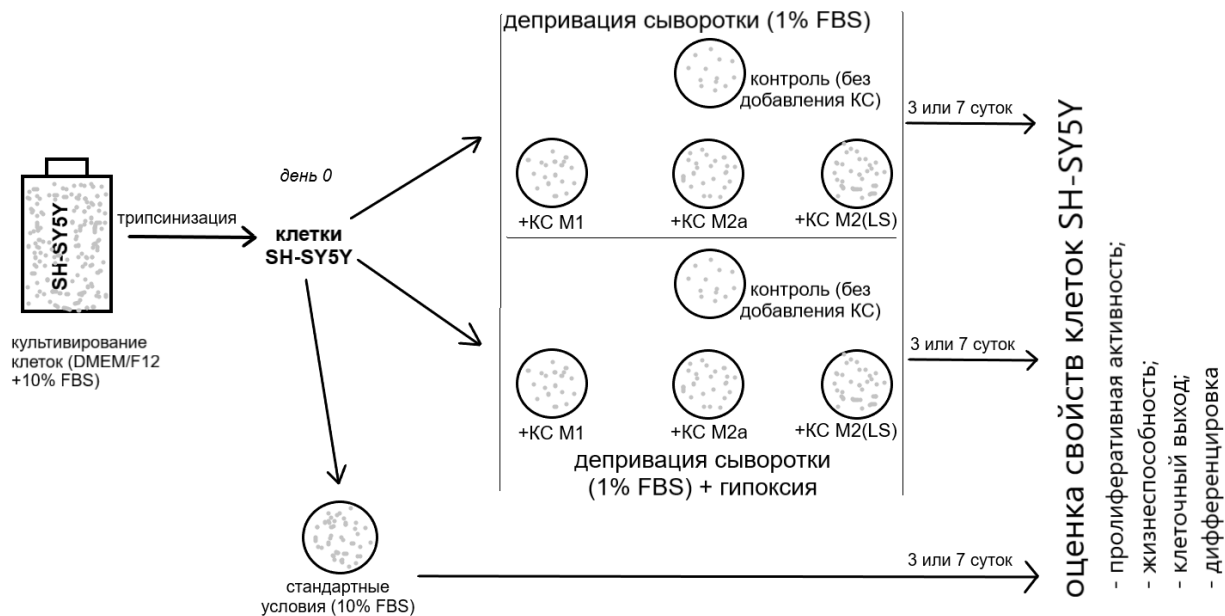 SH-SY5Y
культивирование
клеток (DMEM/F12
+10% FBS)
трипсинизация
день 0
клетки
SH-SY5Y
депривация сыворотки (1% FBS)
контроль (без
добавления КС)
+КС М1
+КС М2а
+КС М2(LS)
контроль (без
добавления КС)
+КС М1
+КС М2а
+КС М2(LS)
депривация сыворотки
(1% FBS) + гипоксия
стандартные
условия (10% FBS)
3 или 7 суток
3 или 7 суток
3 или 7 суток
оценка свойств клеток SH-SY5Y
- пролиферативная активность;
- жизнеспособность;
- клеточный выход;
- дифференцировка